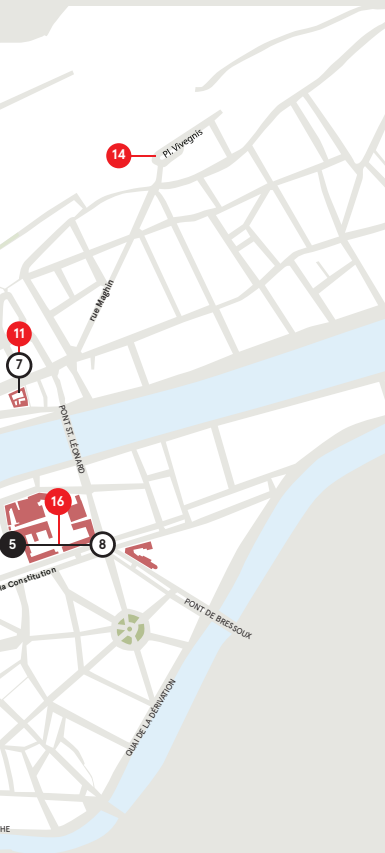 Pl. Vivegnis
14
rue Maghin
11
7
PONT ST. LÉONARD
16
5
8
la Constitution
PONT DE BRESSOUX
QUAI DE LA DÉRIVATION
HE